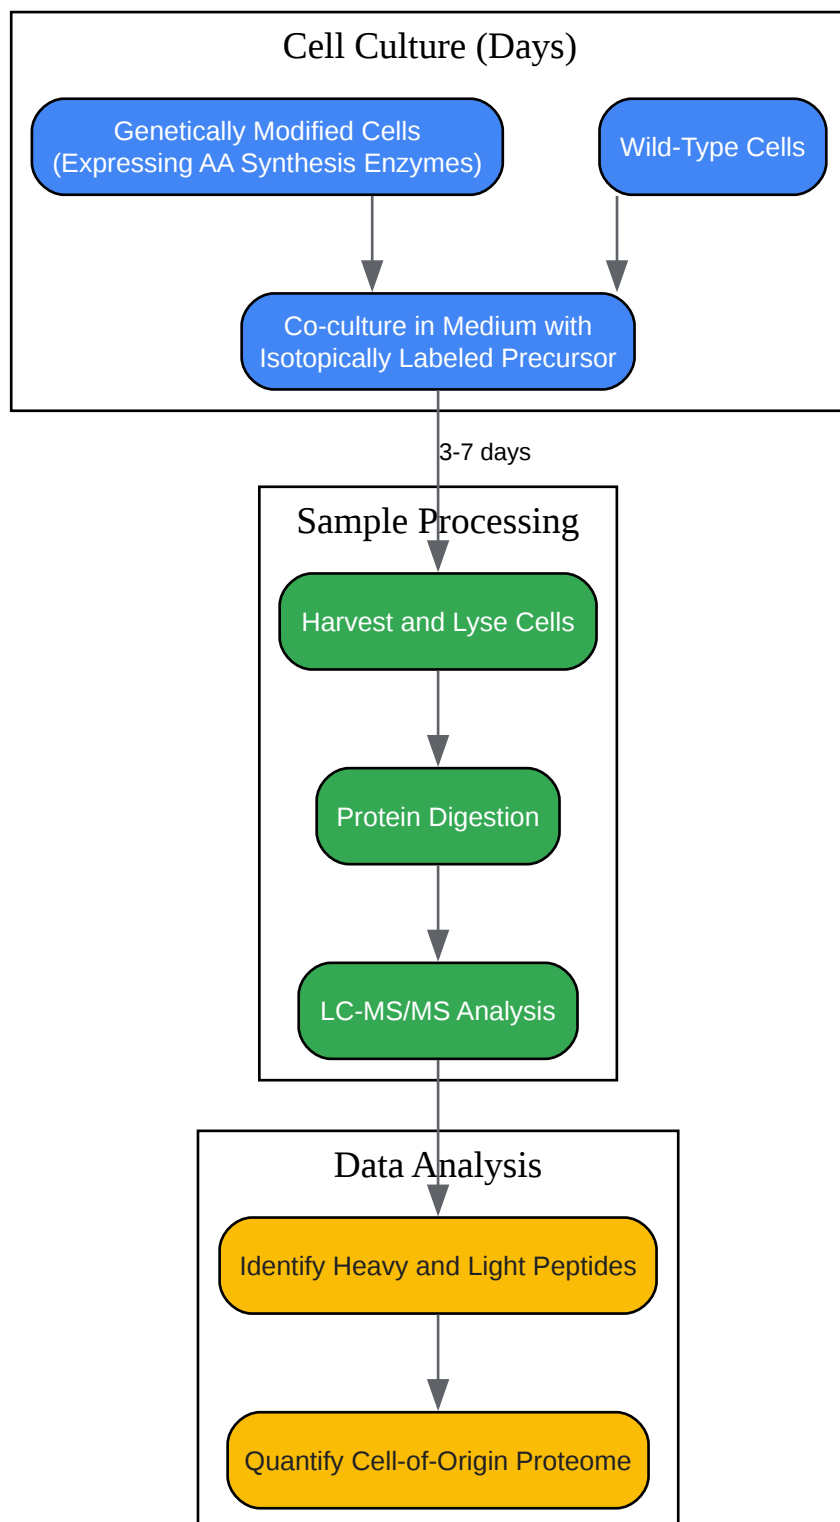 Cell Culture (Days)
Genetically Modified Cells
(Expressing AA Synthesis Enzymes)
Wild-Type Cells
Co-culture in Medium with
Isotopically Labeled Precursor
3-7 days
Sample Processing
Harvest and Lyse Cells
Protein Digestion
LC-MS/MS Analysis
Data Analysis
Identify Heavy and Light Peptides
Quantify Cell-of-Origin Proteome